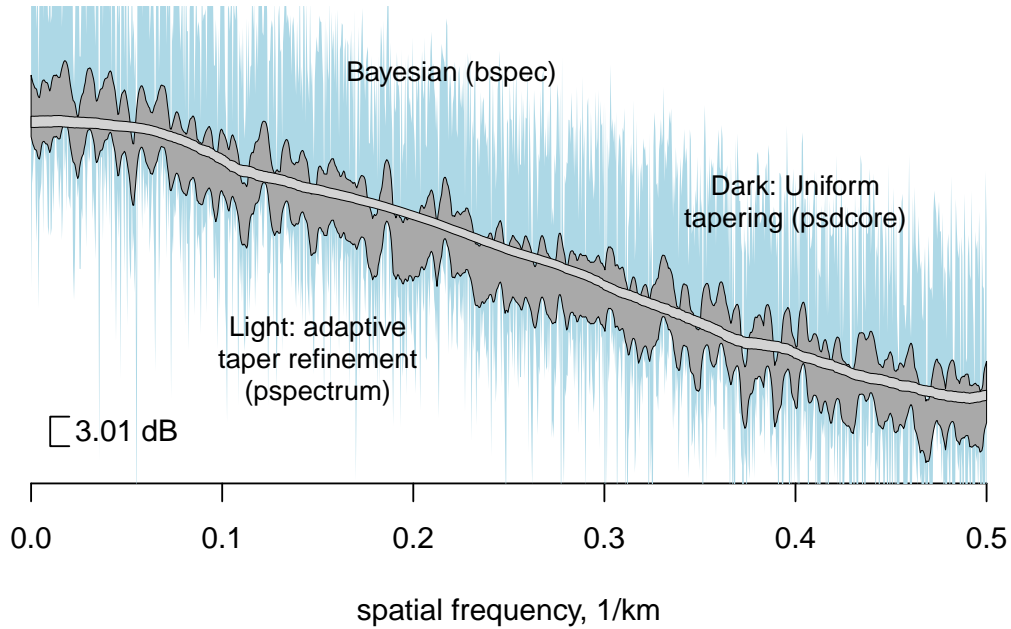 Bayesian (bspec)
Dark: Uniform
tapering (psdcore)
Light: adaptive
taper refinement
(pspectrum)
3.01 dB
0.0 0.1 0.2 0.3 0.4 0.5
spatial frequency, 1/km